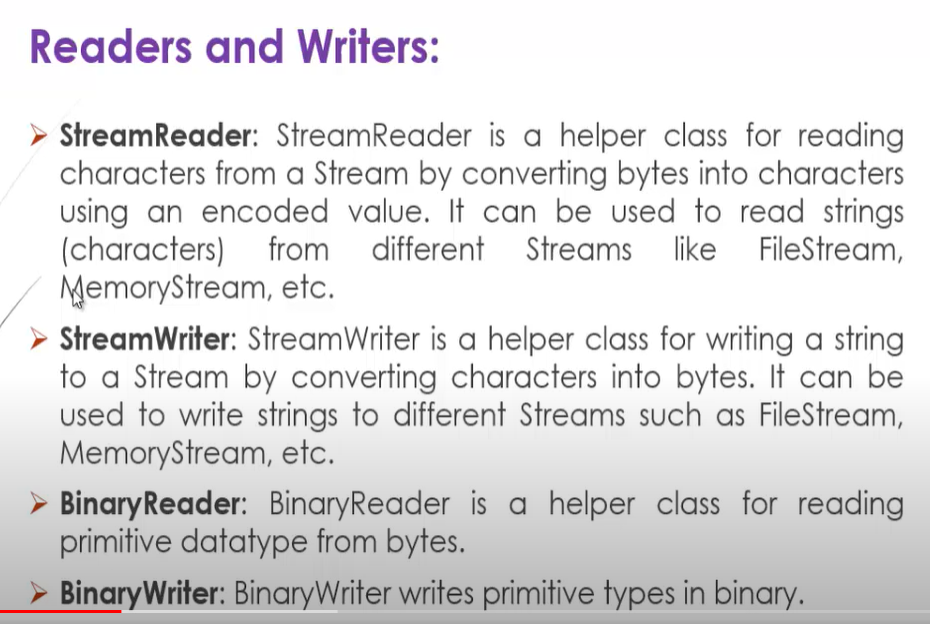 Readers and Writers:
➢ StreamReader: StreamReader is a helper class for reading
characters from a Stream by converting bytes into characters
using an encoded value. It can be used to read strings
(characters) from different Streams like FileStream,
MemoryStream, etc.
➢ StreamWriter: StreamWriter is a helper class for writing a string
to a Stream by converting characters into bytes. It can be
used to write strings to different Streams such as FileStream,
MemoryStream, etc.
➢ BinaryReader: BinaryReader is a helper class for reading
primitive datatype from bytes.
➢ BinaryWriter: BinaryWriter writes primitive types in binary.